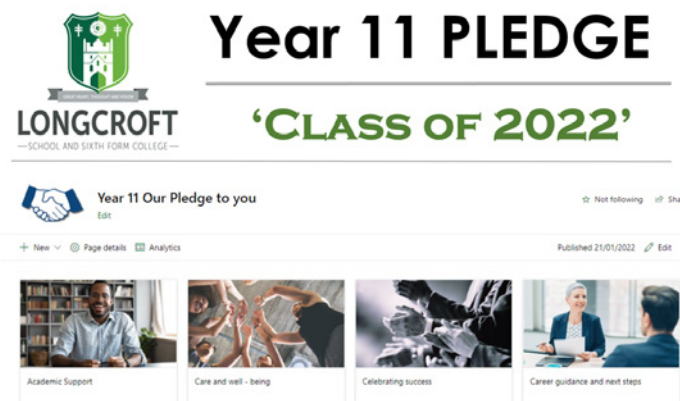 Year 11 PLEDGE
LONGCROFT
—SCHOOL AND SIXTH FORM COLLEGE—
‘CLASS OF 2022’
Year 11 Our Pledge to you
Edit
Not following Sha
+ New Page details Analytics
Published 21/01/2022 Edit
Academic Support
Care and well - being
Celebrating success
Career guidance and next steps